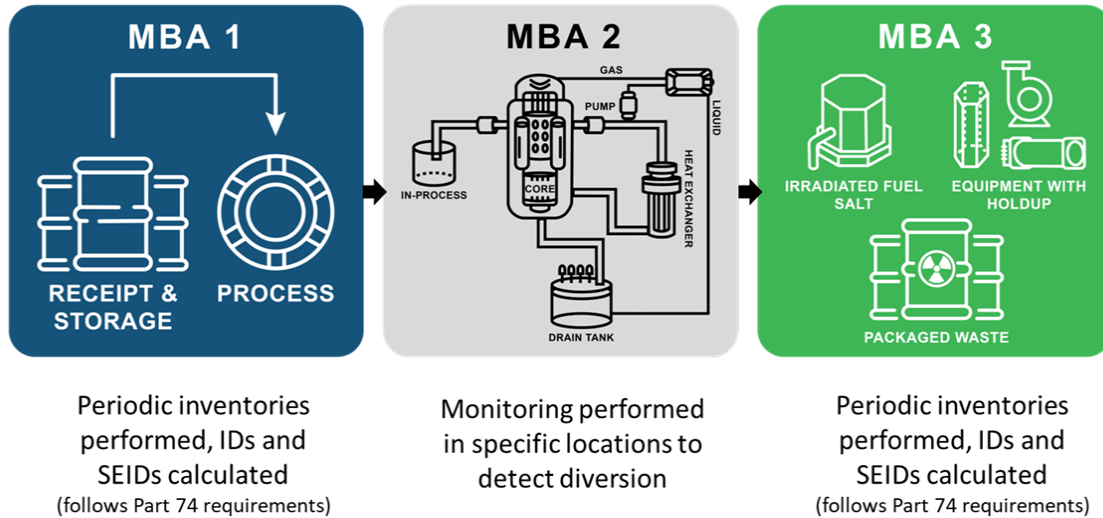 MBA 1
RECEIPT &
STORAGE
PROCESS
Periodic inventories
performed, IDs and
SEIDs calculated
(follows Part 74 requirements)
MBA 2
GAS
PUMP
LIQUID
IN-PROCESS
CORE
HEAT EXCHANGER
DRAIN TANK
Monitoring performed
in specific locations to
detect diversion
MBA 3
IRRADIATED FUEL
SALT
EQUIPMENT WITH
HOLDUP
PACKAGED WASTE
Periodic inventories
performed, IDs and
SEIDs calculated
(follows Part 74 requirements)